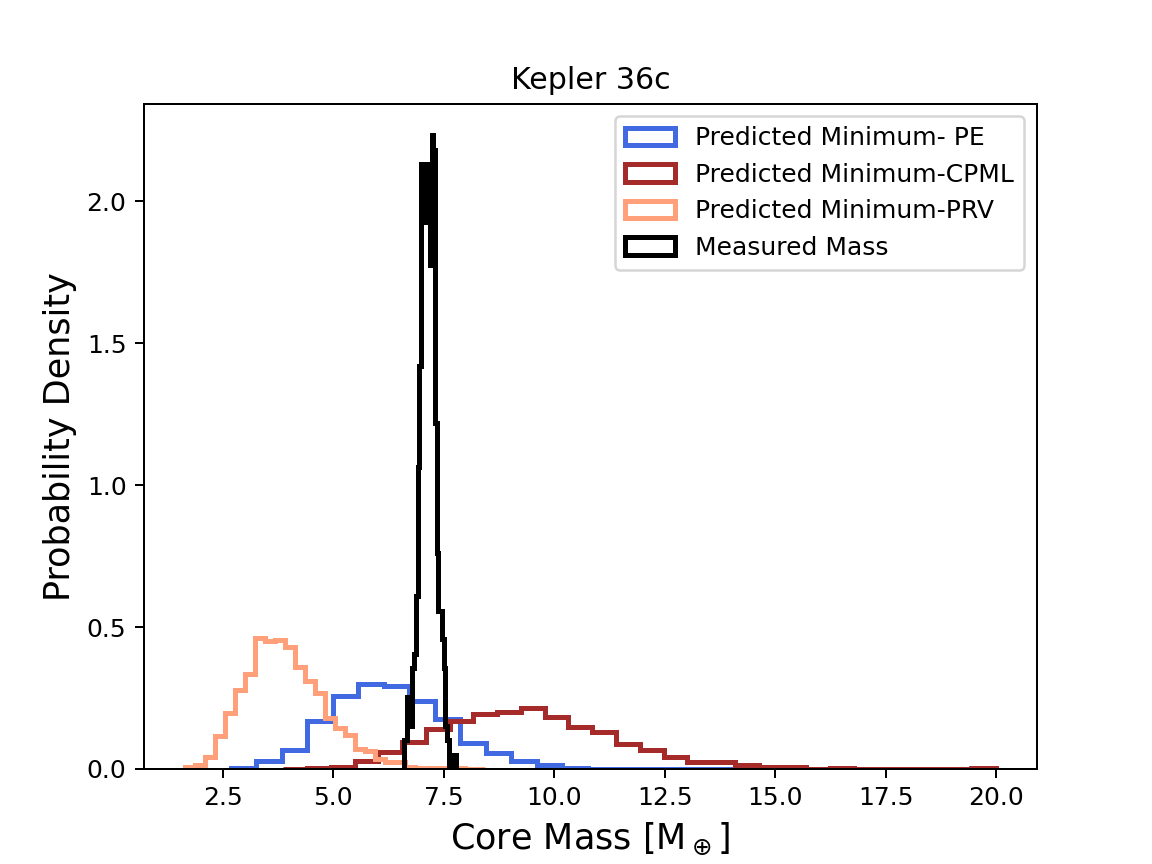 Kepler 36c
Predicted Minimum- PE
Predicted Minimum-CPML
Predicted Minimum-PRV
Measured Mass
Probability Density
2.0
1.5
1.0
0.5
0.0
2.5 5.0 7.5 10.0 12.5 15.0 17.5 20.0
Core Mass [M⊕]